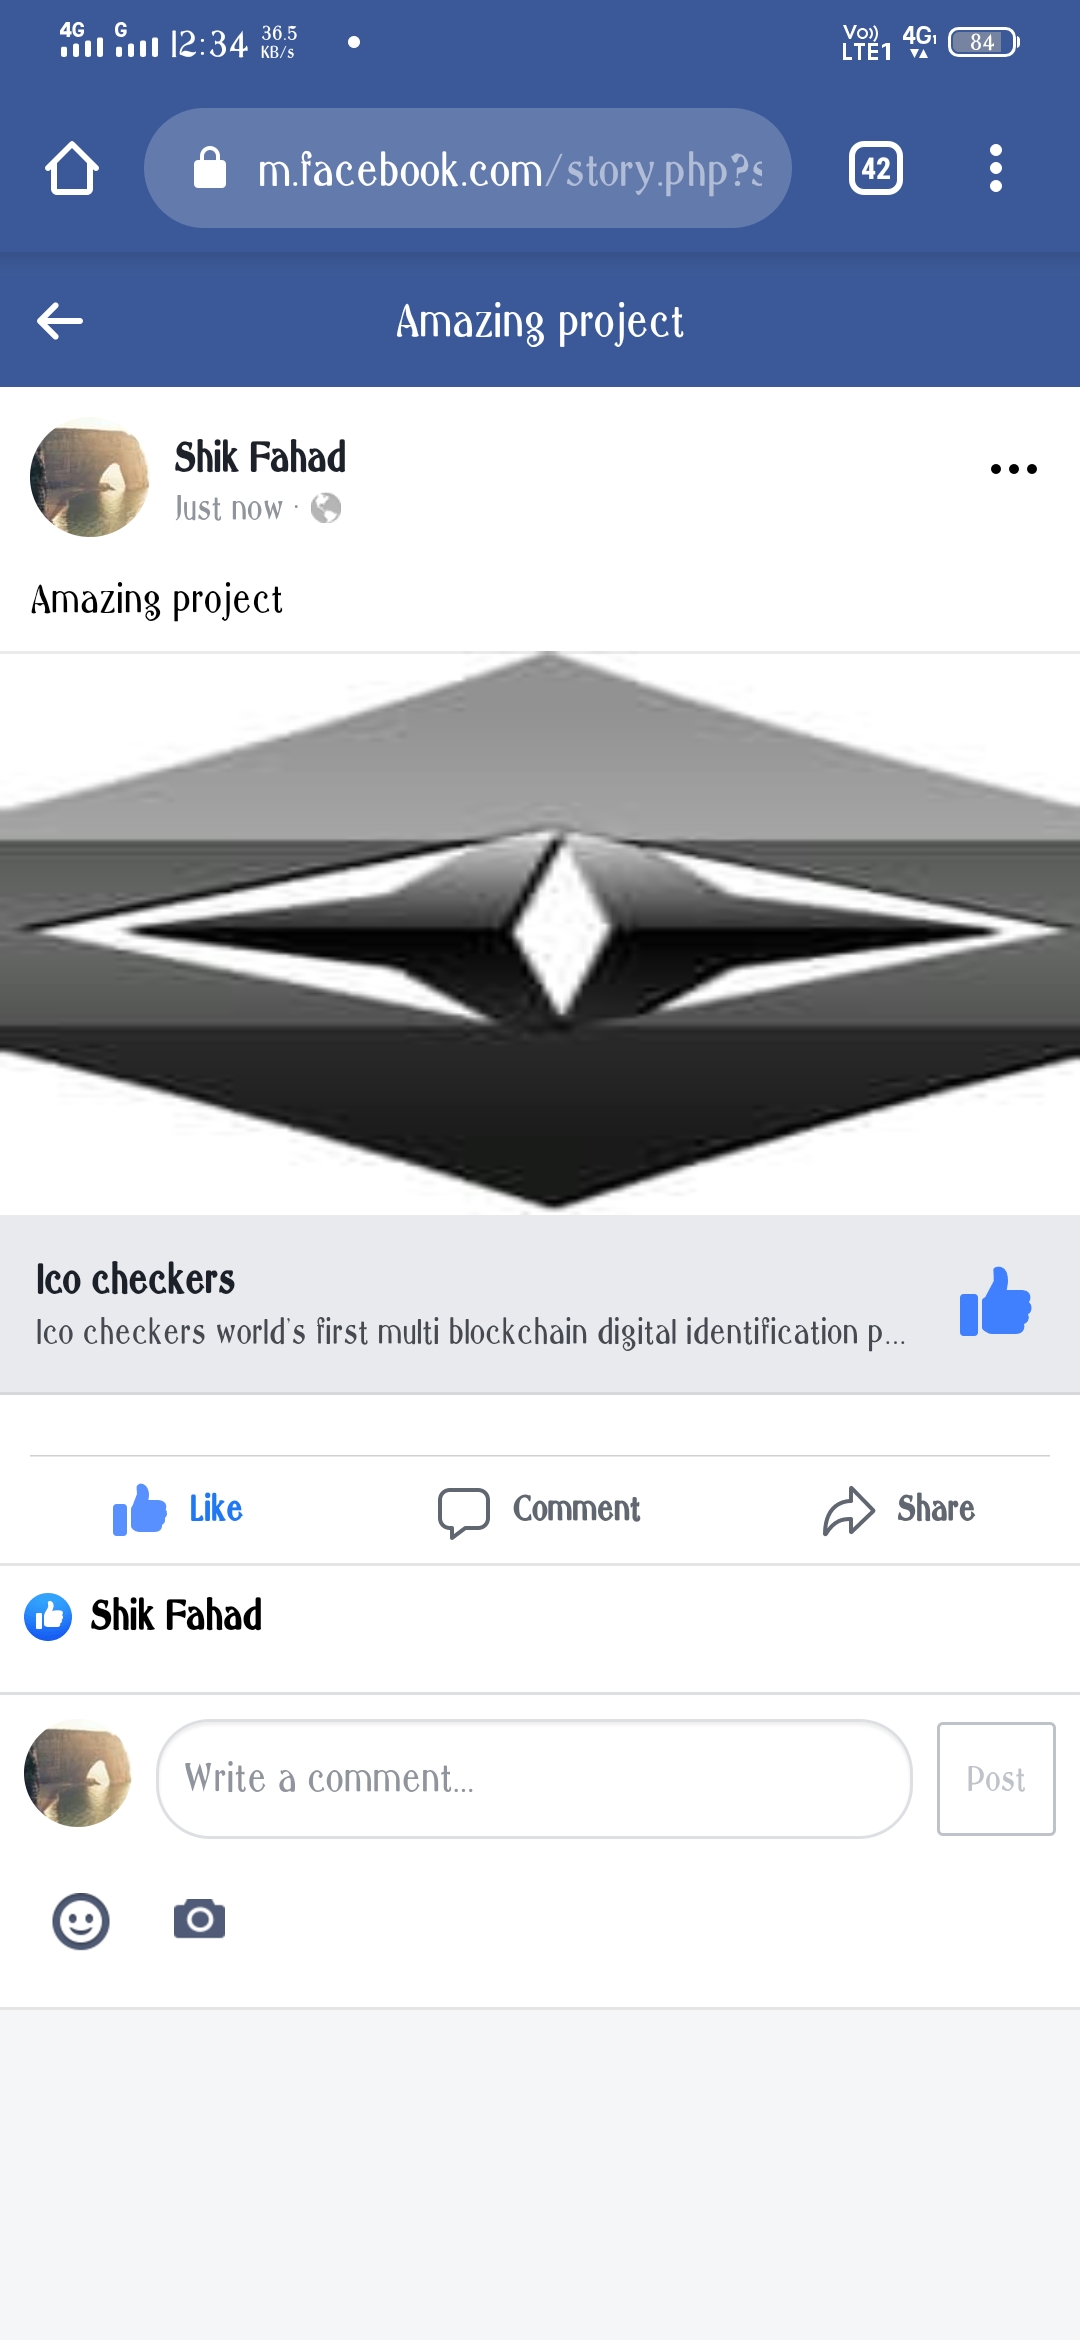 4G G 12:34 36.5 KB/s Vo)) LTE1 4G1 84
m.facebook.com/story.php?s
42
Amazing project
Shik Fahad
Just now ·
Amazing project
Ico checkers
Ico checkers world's first multi blockchain digital identification p...
Like Comment Share
Shik Fahad
Write a comment...
Post